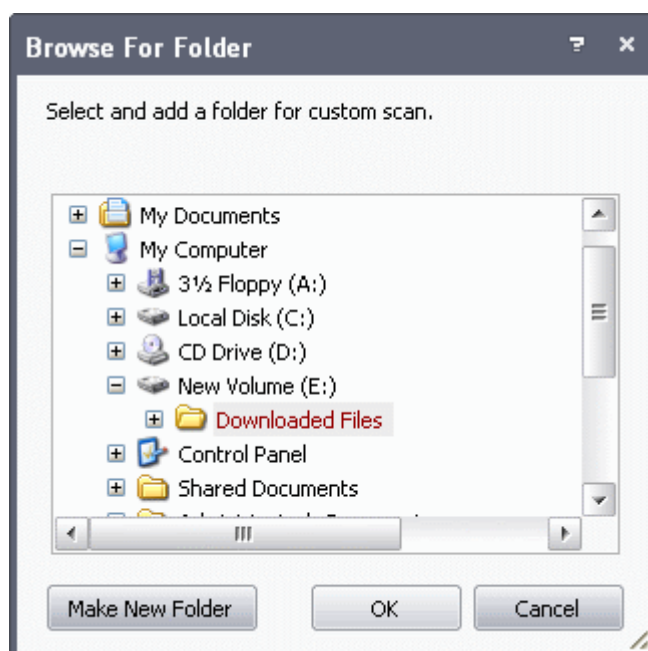 Browse For Folder
Select and add a folder for custom scan.
My Documents
My Computer
3½ Floppy (A:)
Local Disk (C:)
CD Drive (D:)
New Volume (E:)
Downloaded Files
Control Panel
Shared Documents
Make New Folder OK Cancel